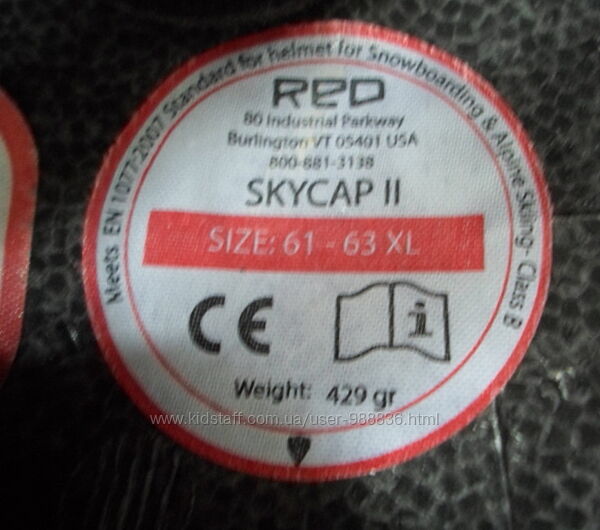 Meets EN 1077:2007 Standard for helmet for Snowboarding & Alpine Skiing- Class B
RED
80 Industrial Parkway
Burlington VT 05401 USA
800-881-3138
SKYCAP II
SIZE: 61 - 63 XL
CE
i
Weight: 429 gr
www.kidstaff.com.ua/user-988836.html